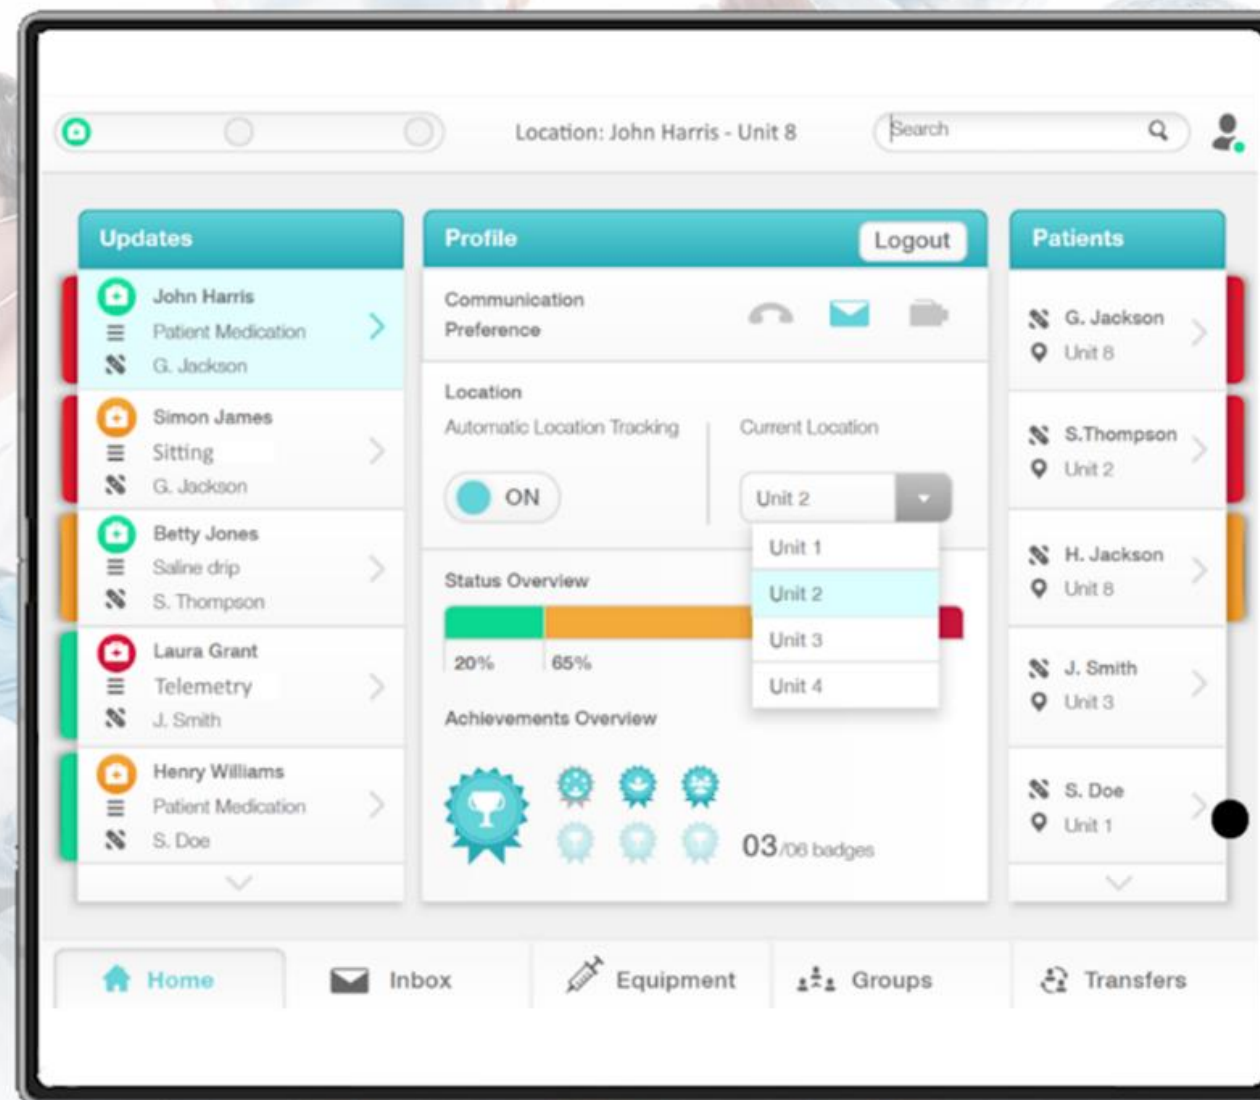 Location: John Harris - Unit 8
Search
Updates
John Harris
Patient Medication
G. Jackson
Simon James
Sitting
G. Jackson
Betty Jones
Saline drip
S. Thompson
Laura Grant
Telemetry
J. Smith
Henry Williams
Patient Medication
S. Doe
Profile
Logout
Communication
Preference
Location
Automatic Location Tracking
Current Location
ON
Unit 2
Unit 1
Unit 2
Unit 3
Unit 4
Status Overview
20%
65%
Achievements Overview
03/06 badges
Patients
G. Jackson
Unit 8
S.Thompson
Unit 2
H. Jackson
Unit 8
J. Smith
Unit 3
S. Doe
Unit 1
Home
Inbox
Equipment
Groups
Transfers